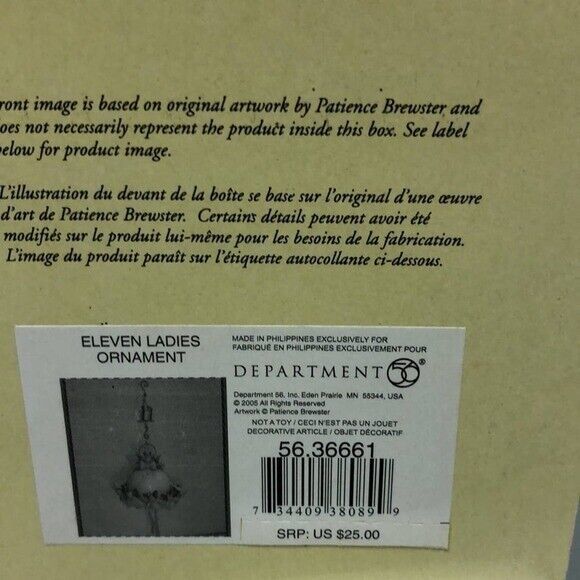 ront image is based on original artwork by Patience Brewster and
oes not necessarily represent the product inside this box. See label
elow for product image.
L'illustration du devant de la boîte se base sur l'original d'une œuvre
d'art de Patience Brewster. Certains détails peuvent avoir été
modifiés sur le produit lui-même pour les besoins de la fabrication.
L'image du produit paraît sur l'étiquette autocollante ci-dessous.
ELEVEN LADIES
ORNAMENT
MADE IN PHILIPPINES EXCLUSIVELY FOR
FABRIQUÉ EN PHILIPPINES EXCLUSIVEMENT POUR
DEPARTMENT 56®
Department 56, Inc. Eden Prairie MN 55344, USA
© 2005 All Rights Reserved
Artwork © Patience Brewster
NOT A TOY / CECI N'EST PAS UN JOUET
DECORATIVE ARTICLE / OBJET DÉCORATIF
56.36661
7 34409 38089 9
SRP: US $25.00